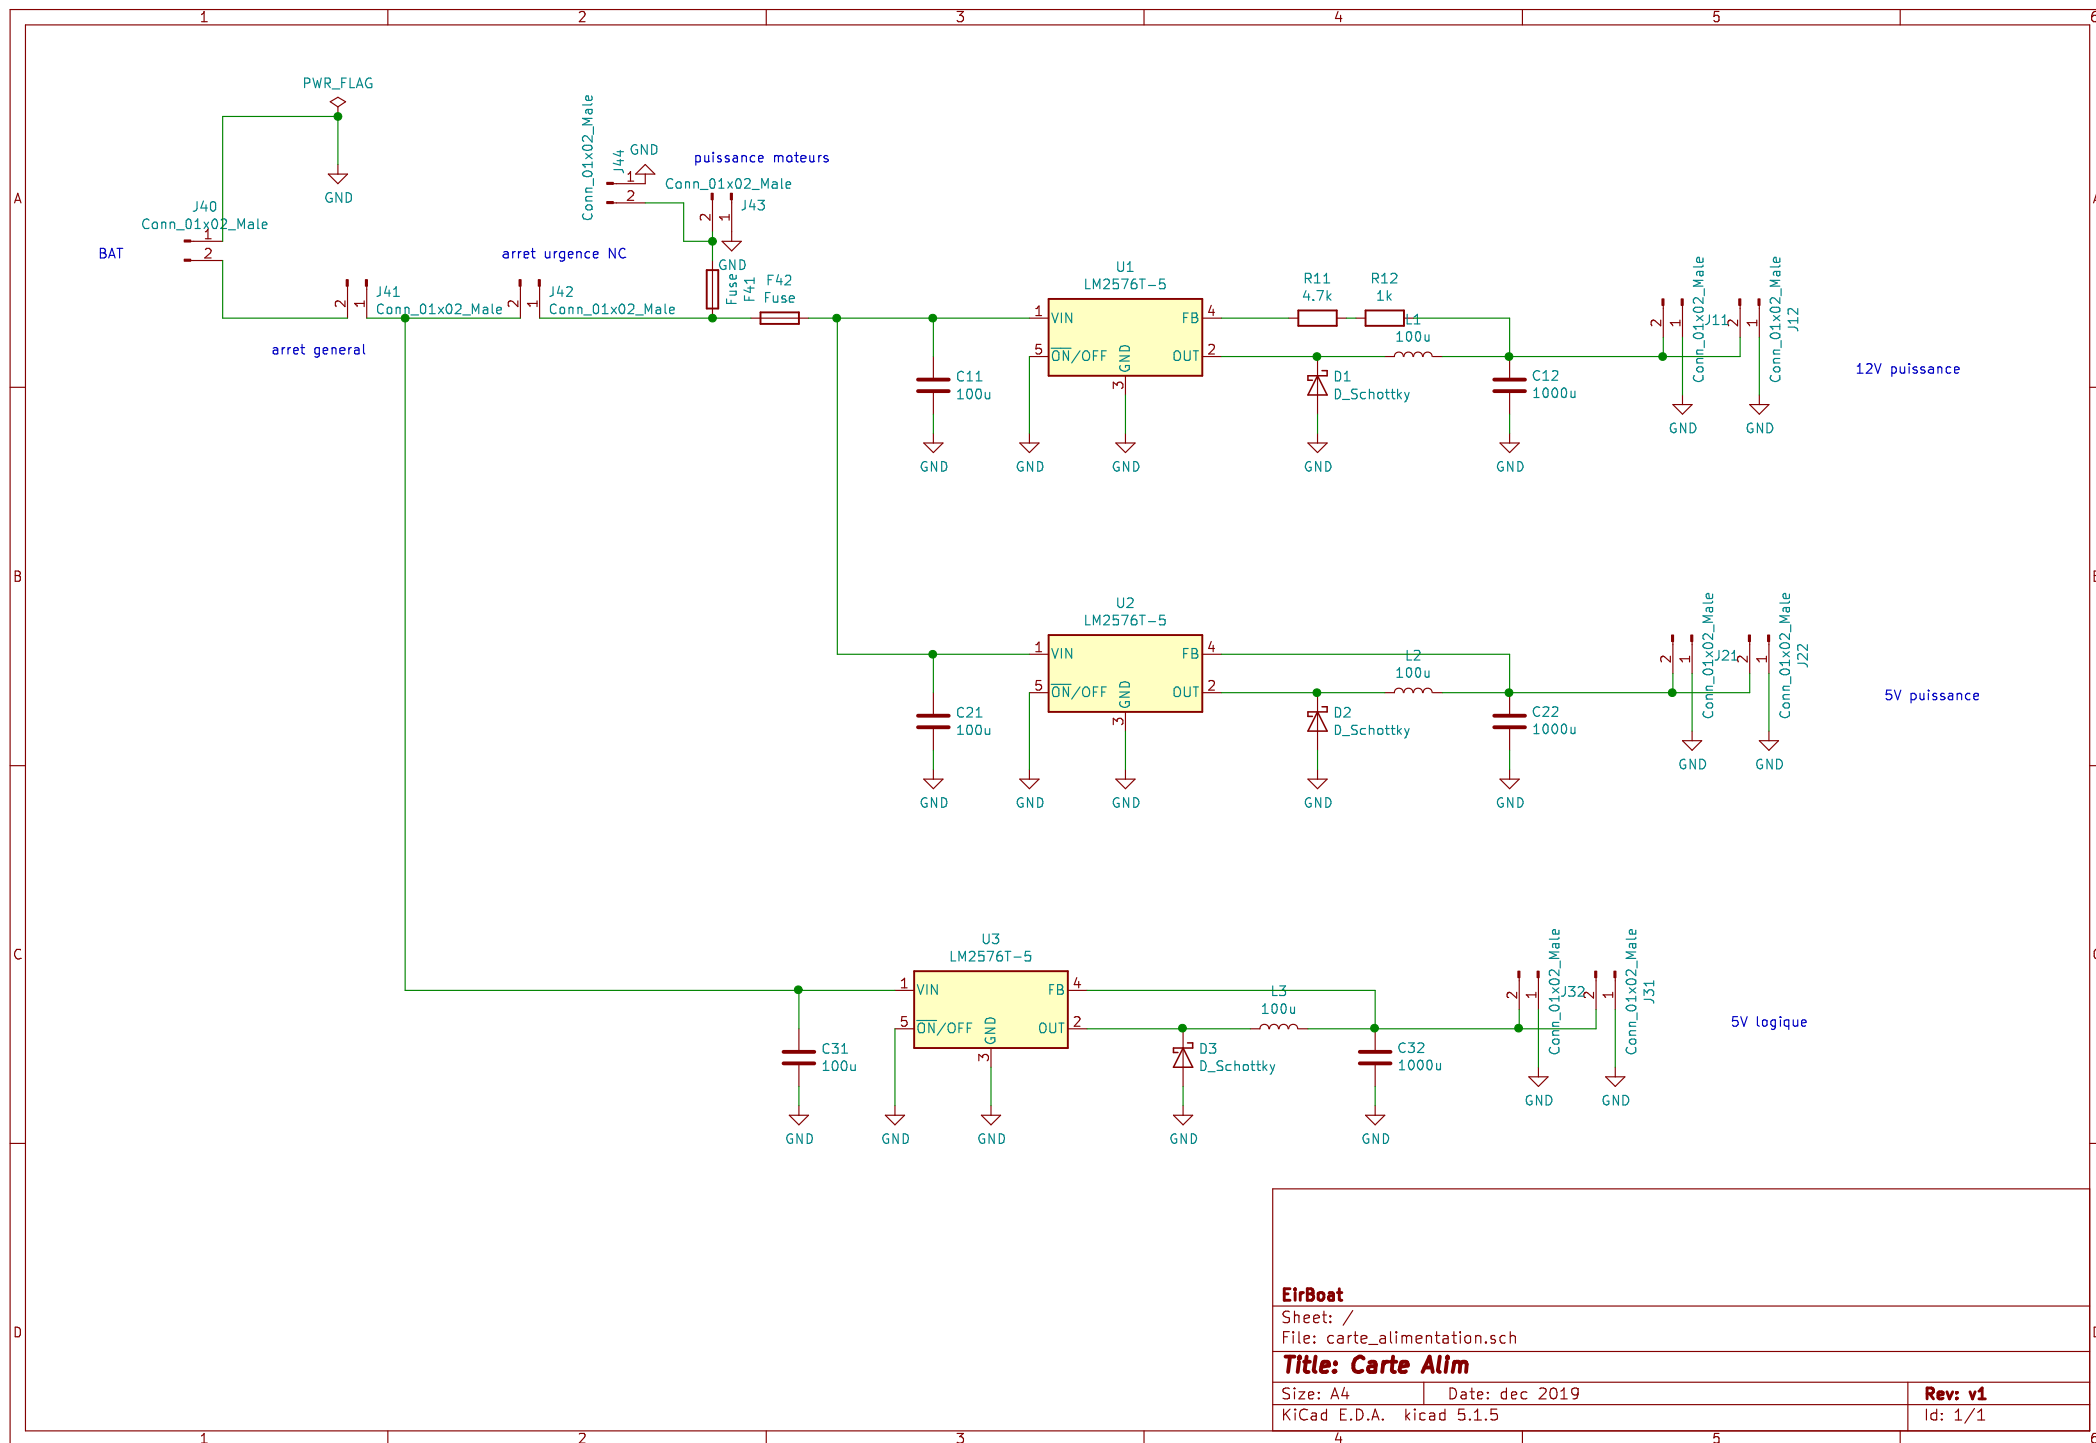 1 2 3 4 5 6
PWR_FLAG
GND
J40
Conn_01x02_Male
1
2
BAT
J41
Conn_01x02_Male
2
1
arret general
arret urgence NC
J42
Conn_01x02_Male
2
1
Conn_01x02_Male
J44
GND
1
2
puissance moteurs
Conn_01x02_Male
J43
2
1
GND
Fuse
F41
F42
Fuse
U1
LM2576T-5
1 VIN
FB 4
5 ON/OFF
GND
OUT 2
3
R11
4.7k
R12
1k
L1
100u
C11
100u
D1
D_Schottky
C12
1000u
GND
GND
GND
GND
GND
2
1
J11
Conn_01x02_Male
2
1
J12
Conn_01x02_Male
GND
GND
12V puissance
A
A
B
U2
LM2576T-5
1 VIN
FB 4
5 ON/OFF
GND
OUT 2
3
L2
100u
C21
100u
D2
D_Schottky
C22
1000u
GND
GND
GND
GND
GND
2
1
J21
Conn_01x02_Male
2
1
J22
Conn_01x02_Male
GND
GND
5V puissance
C
U3
LM2576T-5
1 VIN
FB 4
5 ON/OFF
GND
OUT 2
3
L3
100u
C31
100u
D3
D_Schottky
C32
1000u
GND
GND
GND
GND
GND
2
1
J32
Conn_01x02_Male
2
1
J31
Conn_01x02_Male
GND
GND
5V logique
D
EirBoat
Sheet: /
File: carte_alimentation.sch
Title: Carte Alim
Size: A4
Date: dec 2019
Rev: v1
KiCad E.D.A. kicad 5.1.5
Id: 1/1
1 2 3 4 5 6